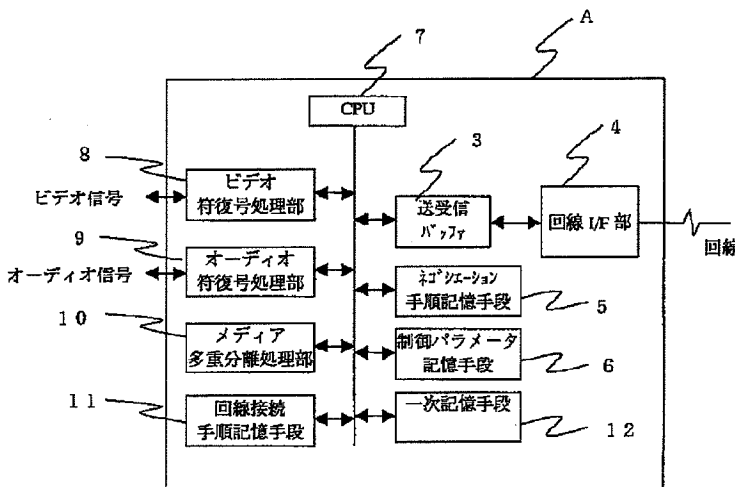 A
7
CPU
8
3
4
ビデオ信号
ビデオ
符復号処理部
送受信
バッファ
回線 I/F 部
回線
9
オーディオ信号
オーディオ
符復号処理部
ネゴシエーション
手順記憶手段
5
10
メディア
多重分離処理部
制御パラメータ
記憶手段
6
11
回線接続
手順記憶手段
一次記憶手段
12